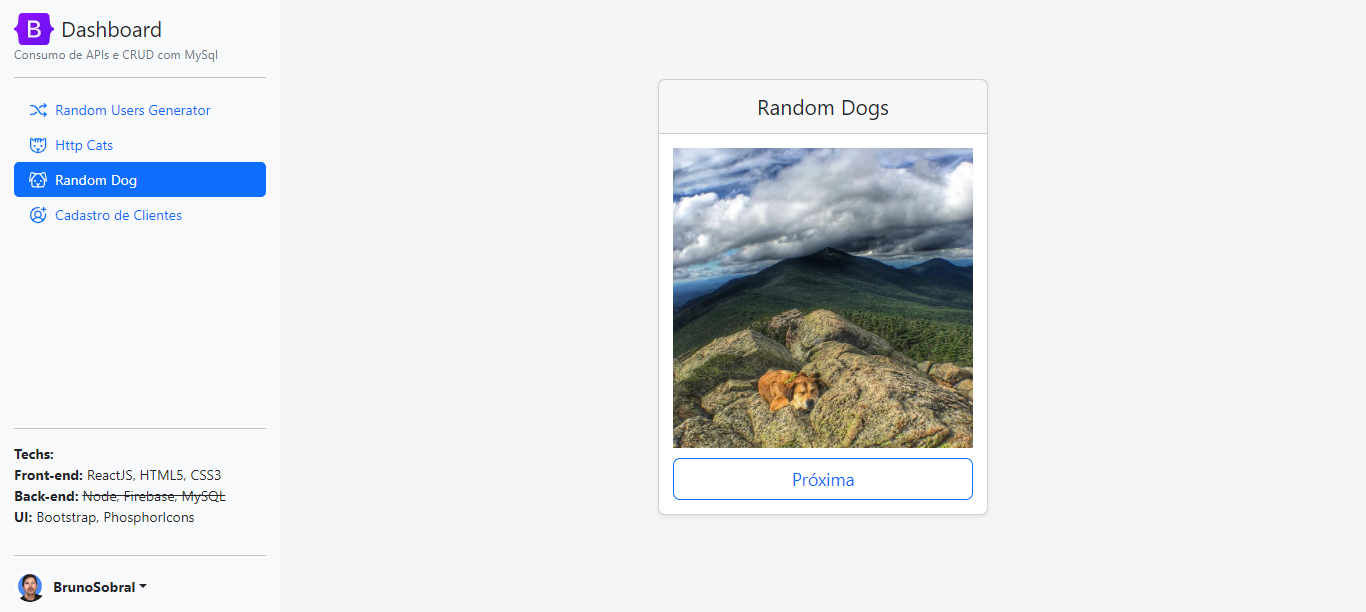 B Dashboard
Consumo de APIs e CRUD com MySql
Random Users Generator
Http Cats
Random Dog
Cadastro de Clientes
Techs:
Front-end: ReactJS, HTML5, CSS3
Back-end: Node, Firebase, MySQL
UI: Bootstrap, PhosphorIcons
BrunoSobral
Random Dogs
Próxima